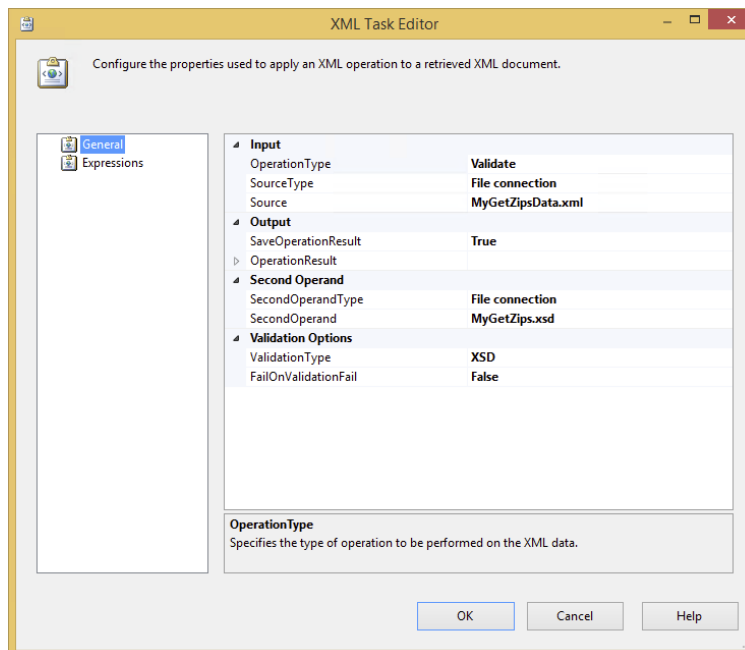 XML Task Editor
Configure the properties used to apply an XML operation to a retrieved XML document.
General
Expressions
Input
OperationType Validate
SourceType File connection
Source MyGetZipsData.xml
Output
SaveOperationResult True
OperationResult
Second Operand
SecondOperandType File connection
SecondOperand MyGetZips.xsd
Validation Options
ValidationType XSD
FailOnValidationFail False
OperationType
Specifies the type of operation to be performed on the XML data.
OK Cancel Help